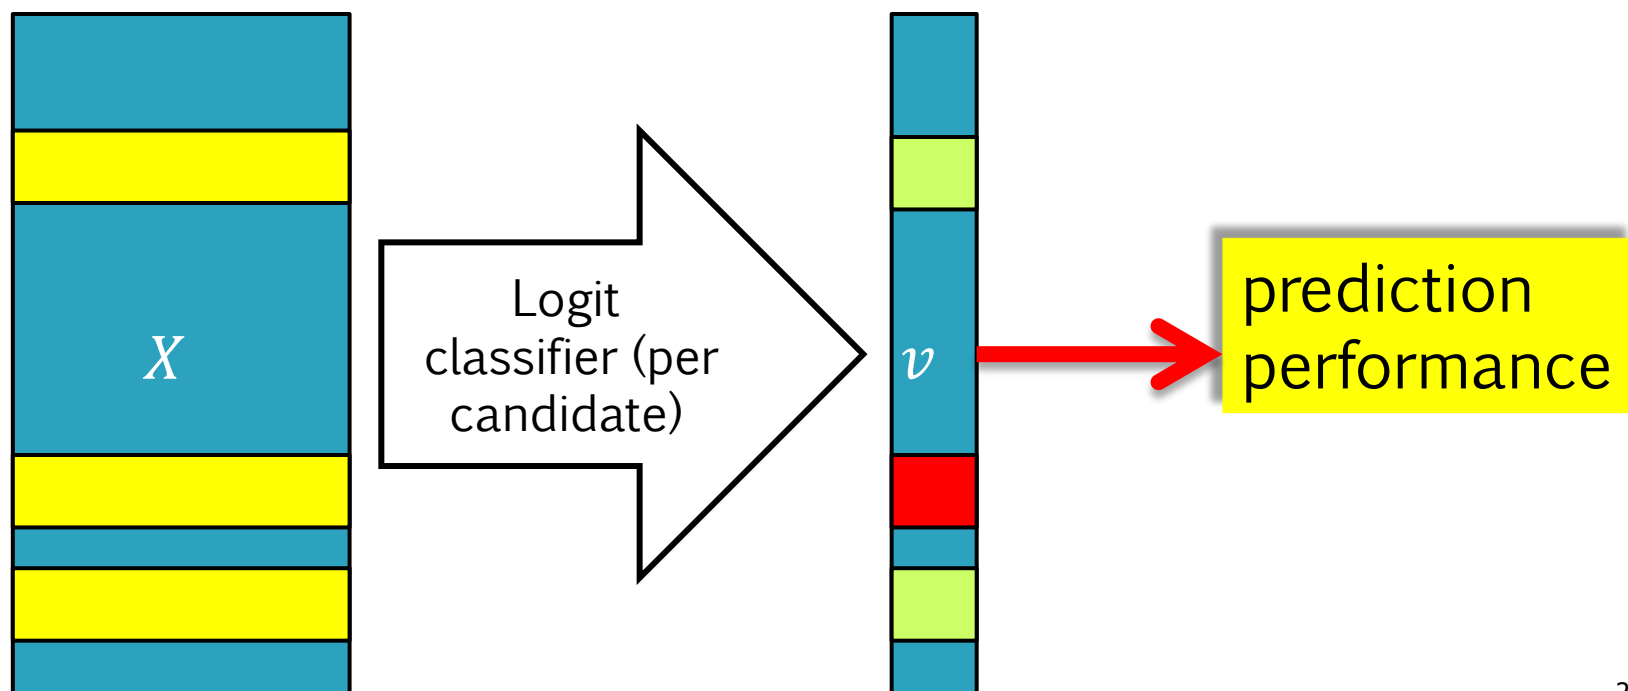 X
Logit
classifier (per
candidate)
v
prediction
performance